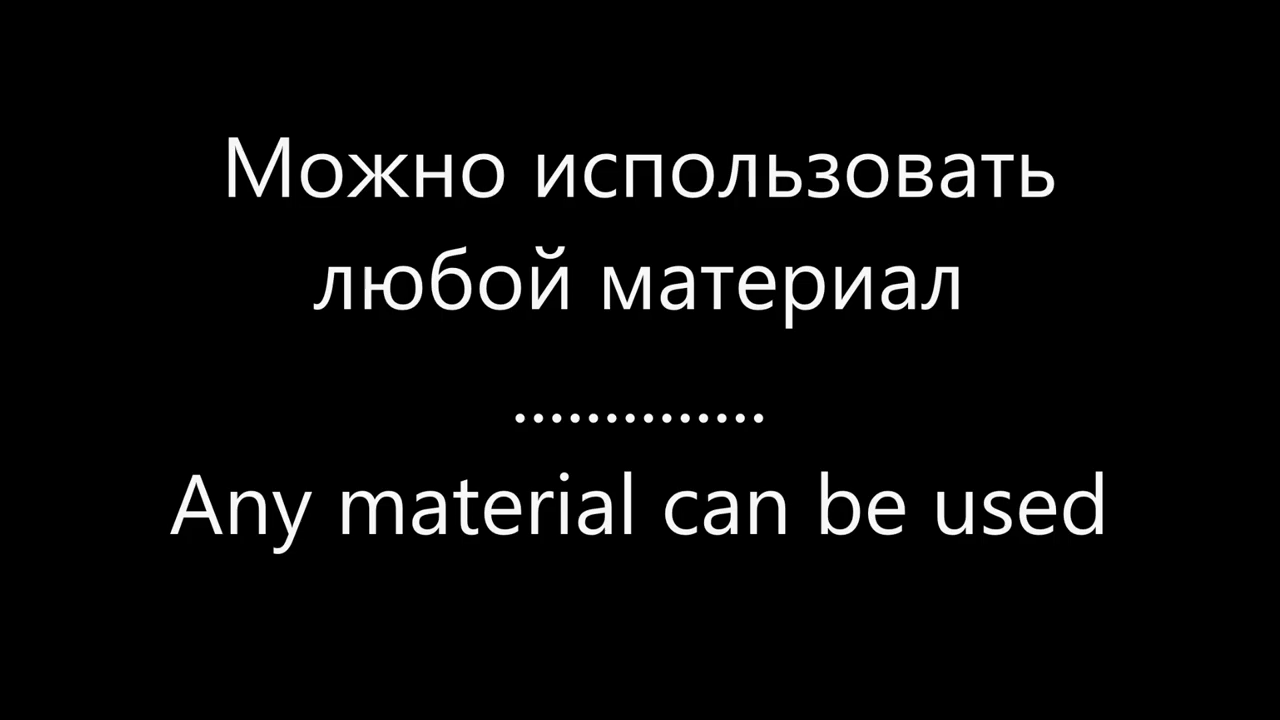 Можно использовать
любой материал
..............
Any material can be used